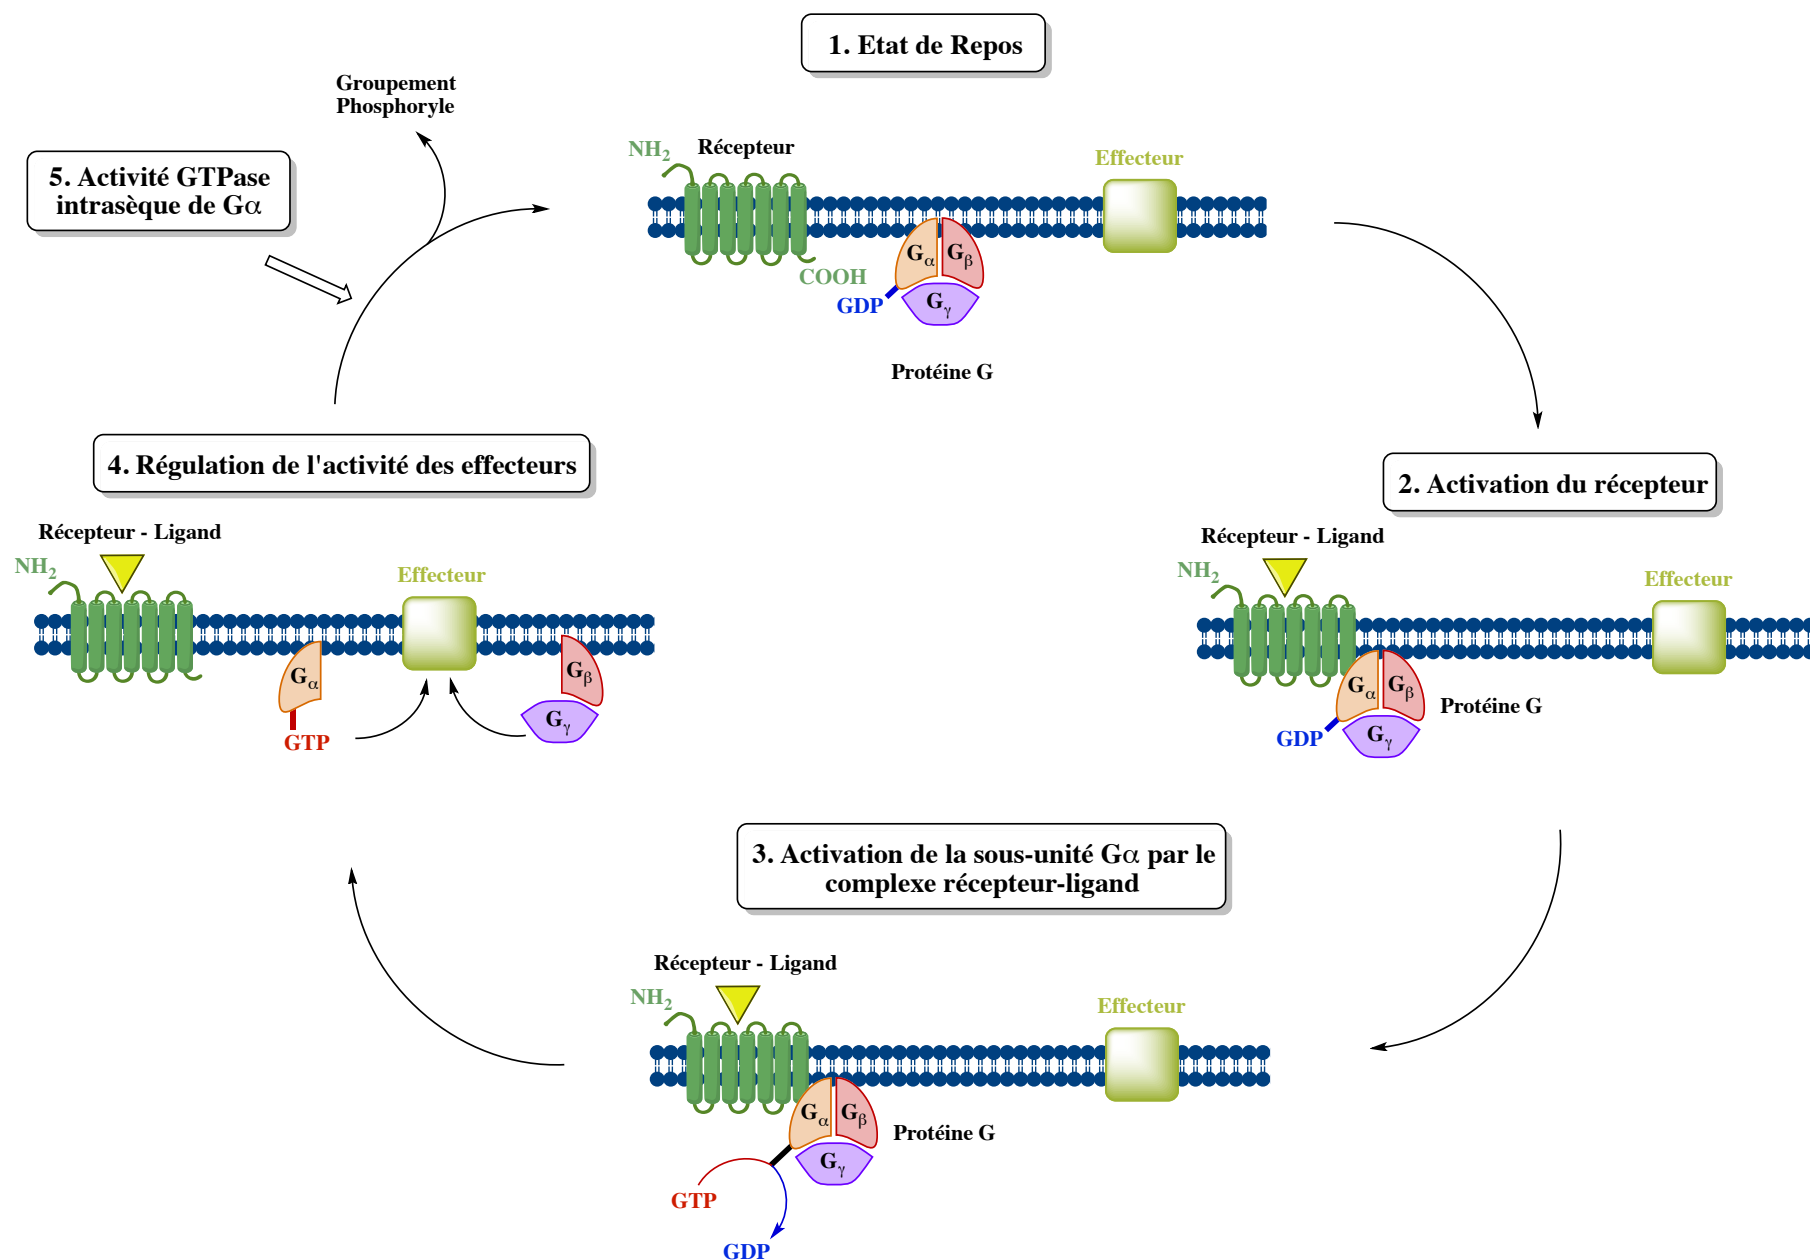 1. Etat de Repos
Groupement
Phosphoryle
5. Activité GTPase
intrasèque de Gα
NH2
Récepteur
Effecteur
COOH
Gα
Gβ
Gγ
GDP
Protéine G
2. Activation du récepteur
Récepteur - Ligand
NH2
Effecteur
Gα
Gβ
Gγ
GDP
Protéine G
3. Activation de la sous-unité Gα par le
complexe récepteur-ligand
Récepteur - Ligand
NH2
Effecteur
Gα
Gβ
Gγ
Protéine G
GTP
GDP
4. Régulation de l'activité des effecteurs
Récepteur - Ligand
NH2
Effecteur
Gα
Gβ
Gγ
GTP